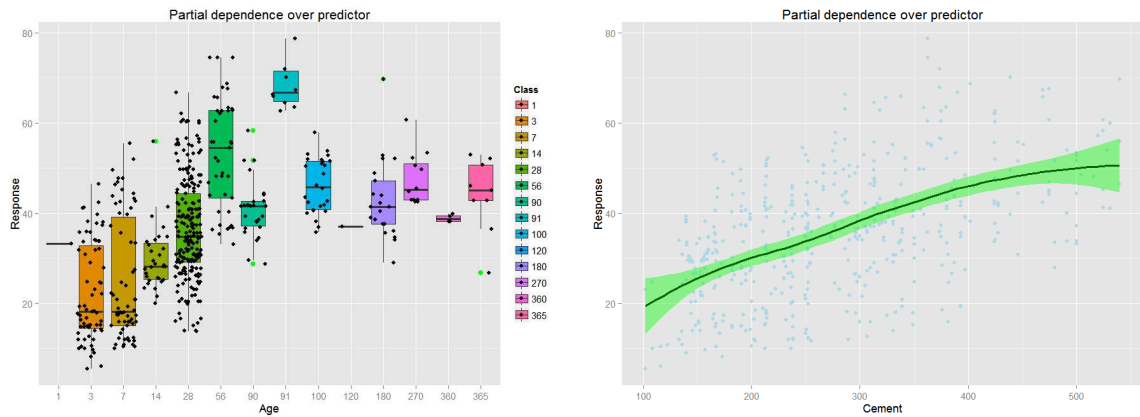 Partial dependence over predictor
80
60
40
20
Response
1 3 7 14 28 56 90 91 100 120 180 270 360 365
Age
Class
1
3
7
14
28
56
90
91
100
120
180
270
360
365
Partial dependence over predictor
80
60
40
20
Response
100 200 300 400 500
Cement